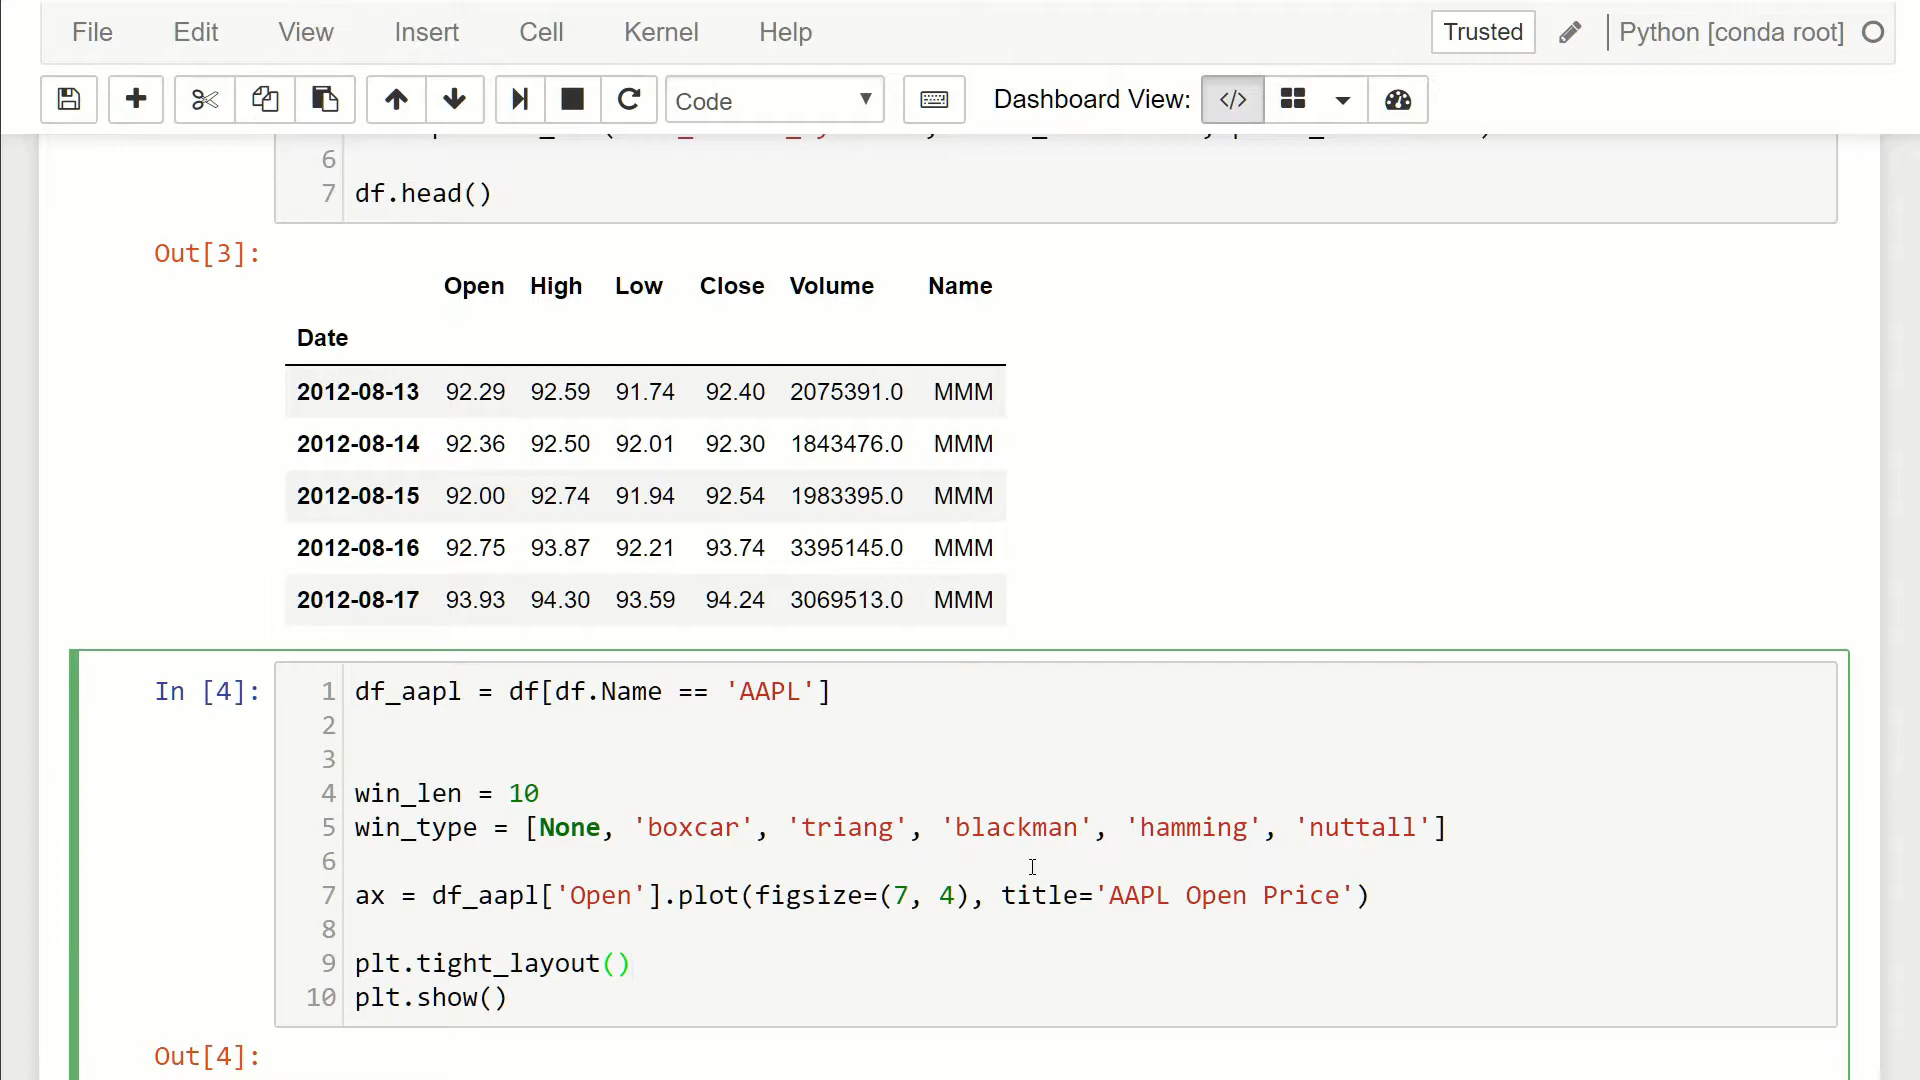 File Edit View Insert Cell Kernel Help Trusted Python [conda root]
Code Dashboard View: </>
6
7 df.head()
Out[3]:
Open High Low Close Volume Name
Date
2012-08-13 92.29 92.59 91.74 92.40 2075391.0 MMM
2012-08-14 92.36 92.50 92.01 92.30 1843476.0 MMM
2012-08-15 92.00 92.74 91.94 92.54 1983395.0 MMM
2012-08-16 92.75 93.87 92.21 93.74 3395145.0 MMM
2012-08-17 93.93 94.30 93.59 94.24 3069513.0 MMM
In [4]: 1 df_aapl = df[df.Name == 'AAPL']
2
3
4 win_len = 10
5 win_type = [None, 'boxcar', 'triang', 'blackman', 'hamming', 'nuttall']
6
7 ax = df_aapl['Open'].plot(figsize=(7, 4), title='AAPL Open Price')
8
9 plt.tight_layout()
10 plt.show()
Out[4]: